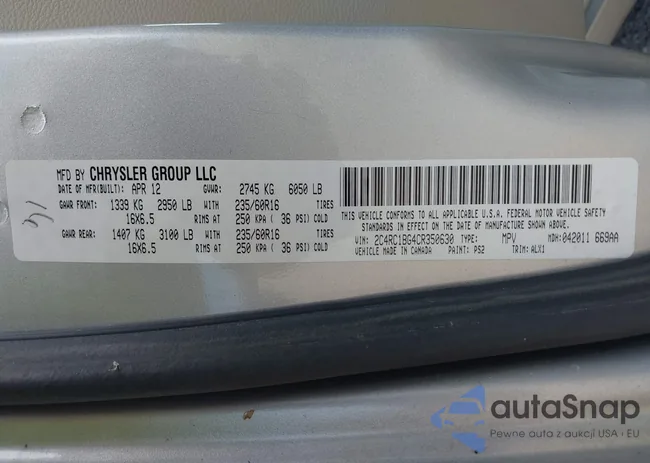 MFD BY CHRYSLER GROUP LLC
DATE OF MFR(BUILT): APR 12 GVWR: 2745 KG 6050 LB
GAWR FRONT: 1339 KG 2950 LB 235/60R16 TIRES
16X6.5 RIMS AT 250 KPA ( 36 PSI) COLD
WITH
GAWR REAR: 1407 KG 3100 LB 235/60R16 TIRES
16X6.5 RIMS AT 250 KPA ( 36 PSI) COLD
WITH
THIS VEHICLE CONFORMS TO ALL APPLICABLE U.S.A. FEDERAL MOTOR VEHICLE SAFETY
STANDARDS IN EFFECT ON THE DATE OF MANUFACTURE SHOWN ABOVE.
VIN: 2C4RC1BG4CR350630 TYPE: MPV MDH: 042011 669AA
VEHICLE MADE IN CANADA PAINT: PS2 TRIM: ALX1
autaSnap
Pewne auta z aukcji USA i EU